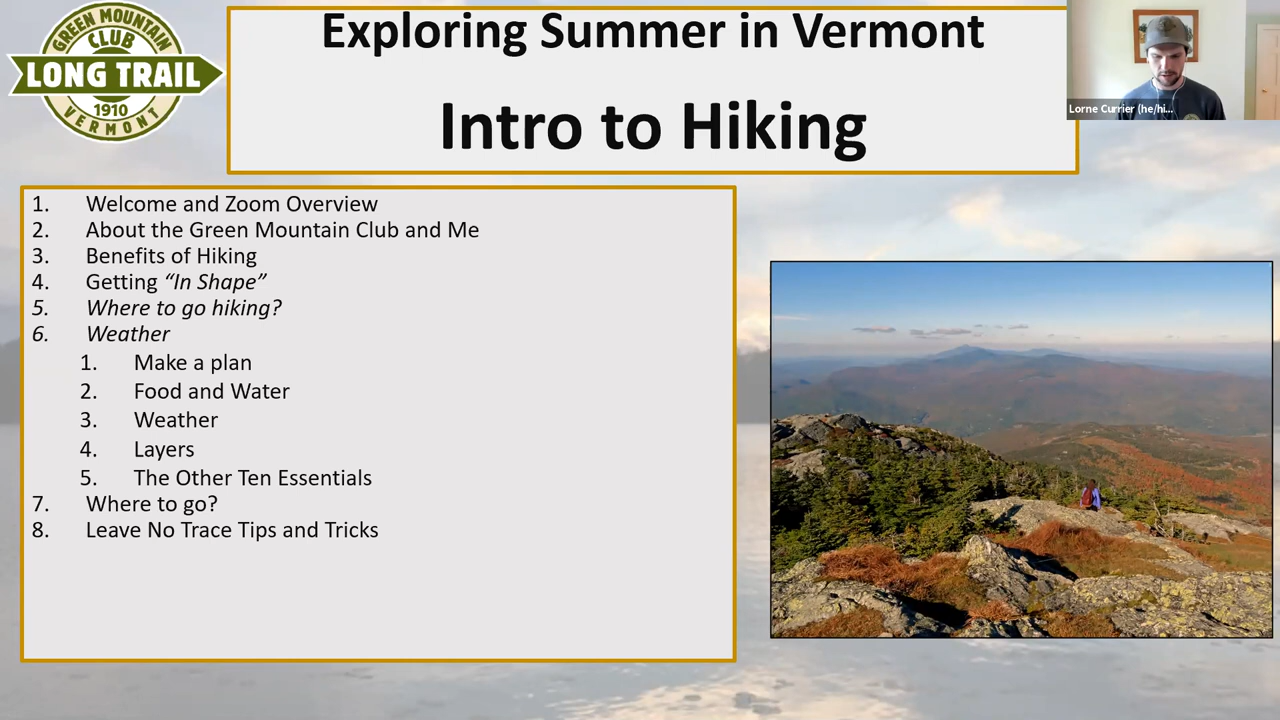 GREEN MOUNTAIN
CLUB
LONG TRAIL
1910
VERMONT
Exploring Summer in Vermont
Intro to Hiking
Lorne Currier (he/hi...
1. Welcome and Zoom Overview
2. About the Green Mountain Club and Me
3. Benefits of Hiking
4. Getting “In Shape”
5. Where to go hiking?
6. Weather
1. Make a plan
2. Food and Water
3. Weather
4. Layers
5. The Other Ten Essentials
7. Where to go?
8. Leave No Trace Tips and Tricks